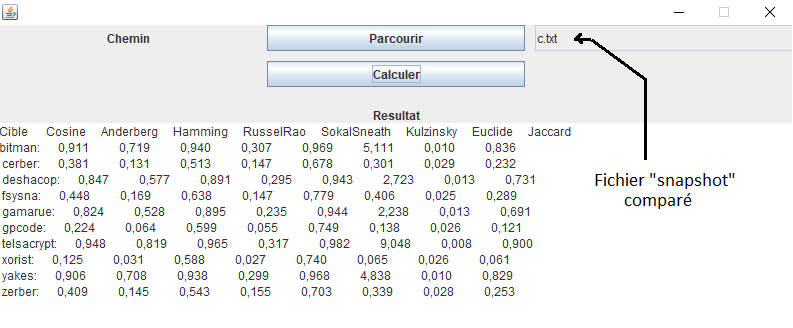 Chemin Parcourir c.txt
Calculer
Resultat
Cible Cosine Anderberg Hamming RusselRao SokalSneath Kulzinsky Euclide Jaccard
bitman: 0,911 0,719 0,940 0,307 0,969 5,111 0,010 0,836
cerber: 0,381 0,131 0,513 0,147 0,678 0,301 0,029 0,232
deshacop: 0,847 0,577 0,891 0,295 0,943 2,723 0,013 0,731
fsysna: 0,448 0,169 0,638 0,147 0,779 0,406 0,025 0,289
gamarue: 0,824 0,528 0,895 0,235 0,944 2,238 0,013 0,691
gpcode: 0,224 0,064 0,599 0,055 0,749 0,138 0,026 0,121
telsacrypt: 0,948 0,819 0,965 0,317 0,982 9,048 0,008 0,900
xorist: 0,125 0,031 0,588 0,027 0,740 0,065 0,026 0,061
yakes: 0,906 0,708 0,938 0,299 0,968 4,838 0,010 0,829
zerber: 0,409 0,145 0,543 0,155 0,703 0,339 0,028 0,253
Fichier "snapshot"
comparé